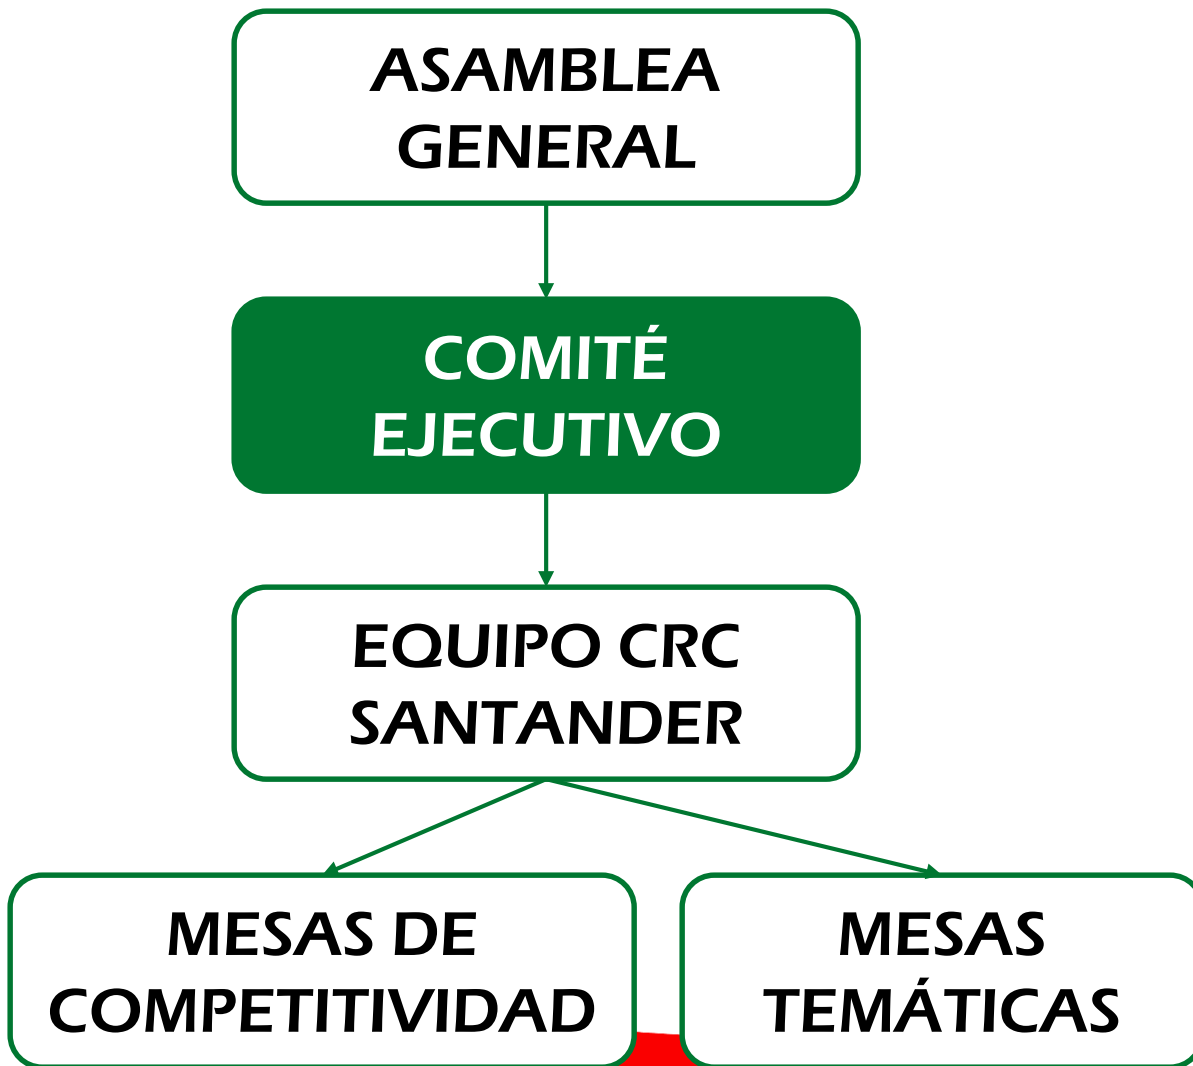 ASAMBLEA
GENERAL
COMITÉ
EJECUTIVO
EQUIPO CRC
SANTANDER
MESAS DE
COMPETITIVIDAD
MESAS
TEMÁTICAS